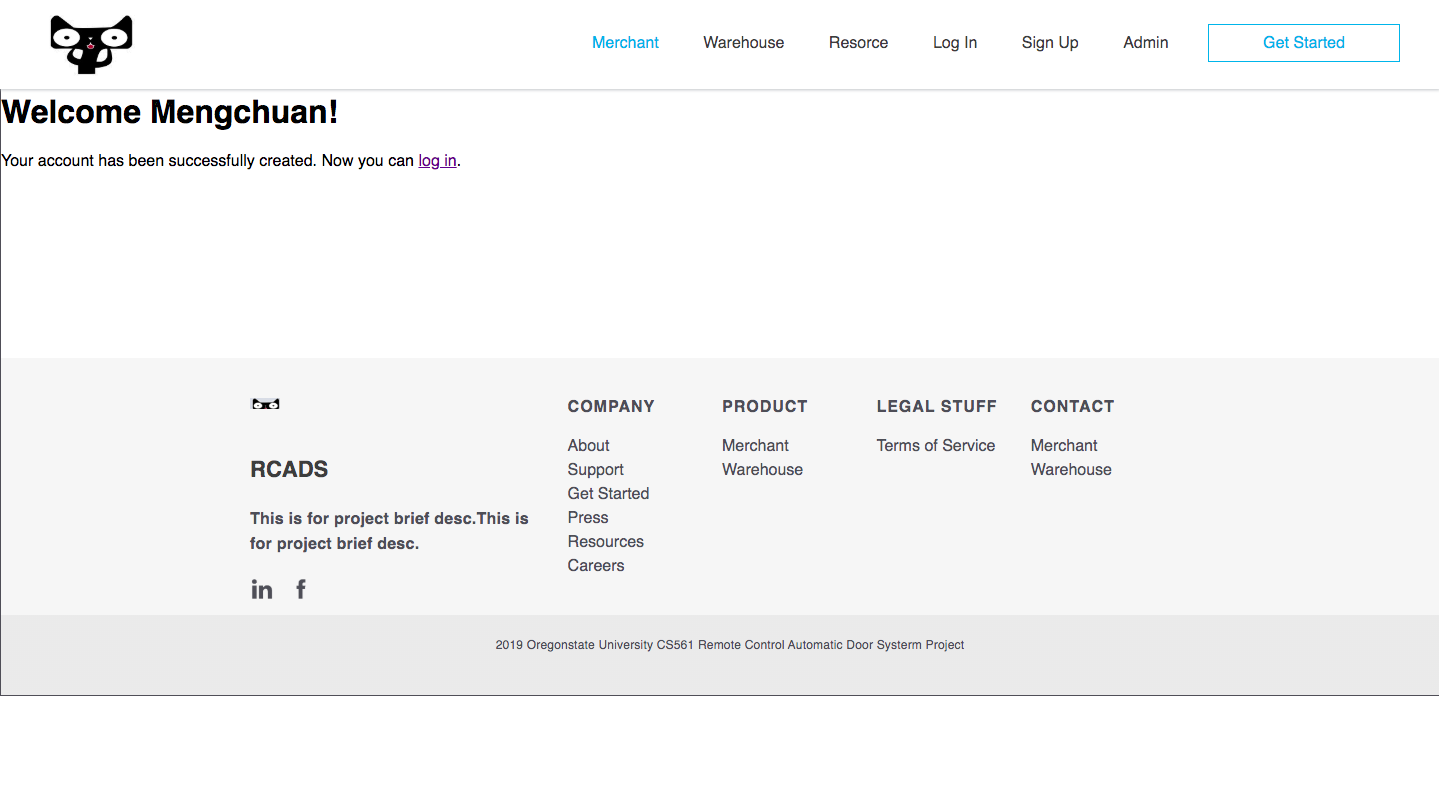 Merchant Warehouse Resorce Log In Sign Up Admin Get Started
Welcome Mengchuan!
Your account has been successfully created. Now you can log in.
RCADS
This is for project brief desc.This is
for project brief desc.
in f
COMPANY
About
Support
Get Started
Press
Resources
Careers
PRODUCT
Merchant
Warehouse
LEGAL STUFF
Terms of Service
CONTACT
Merchant
Warehouse
2019 Oregonstate University CS561 Remote Control Automatic Door Systerm Project